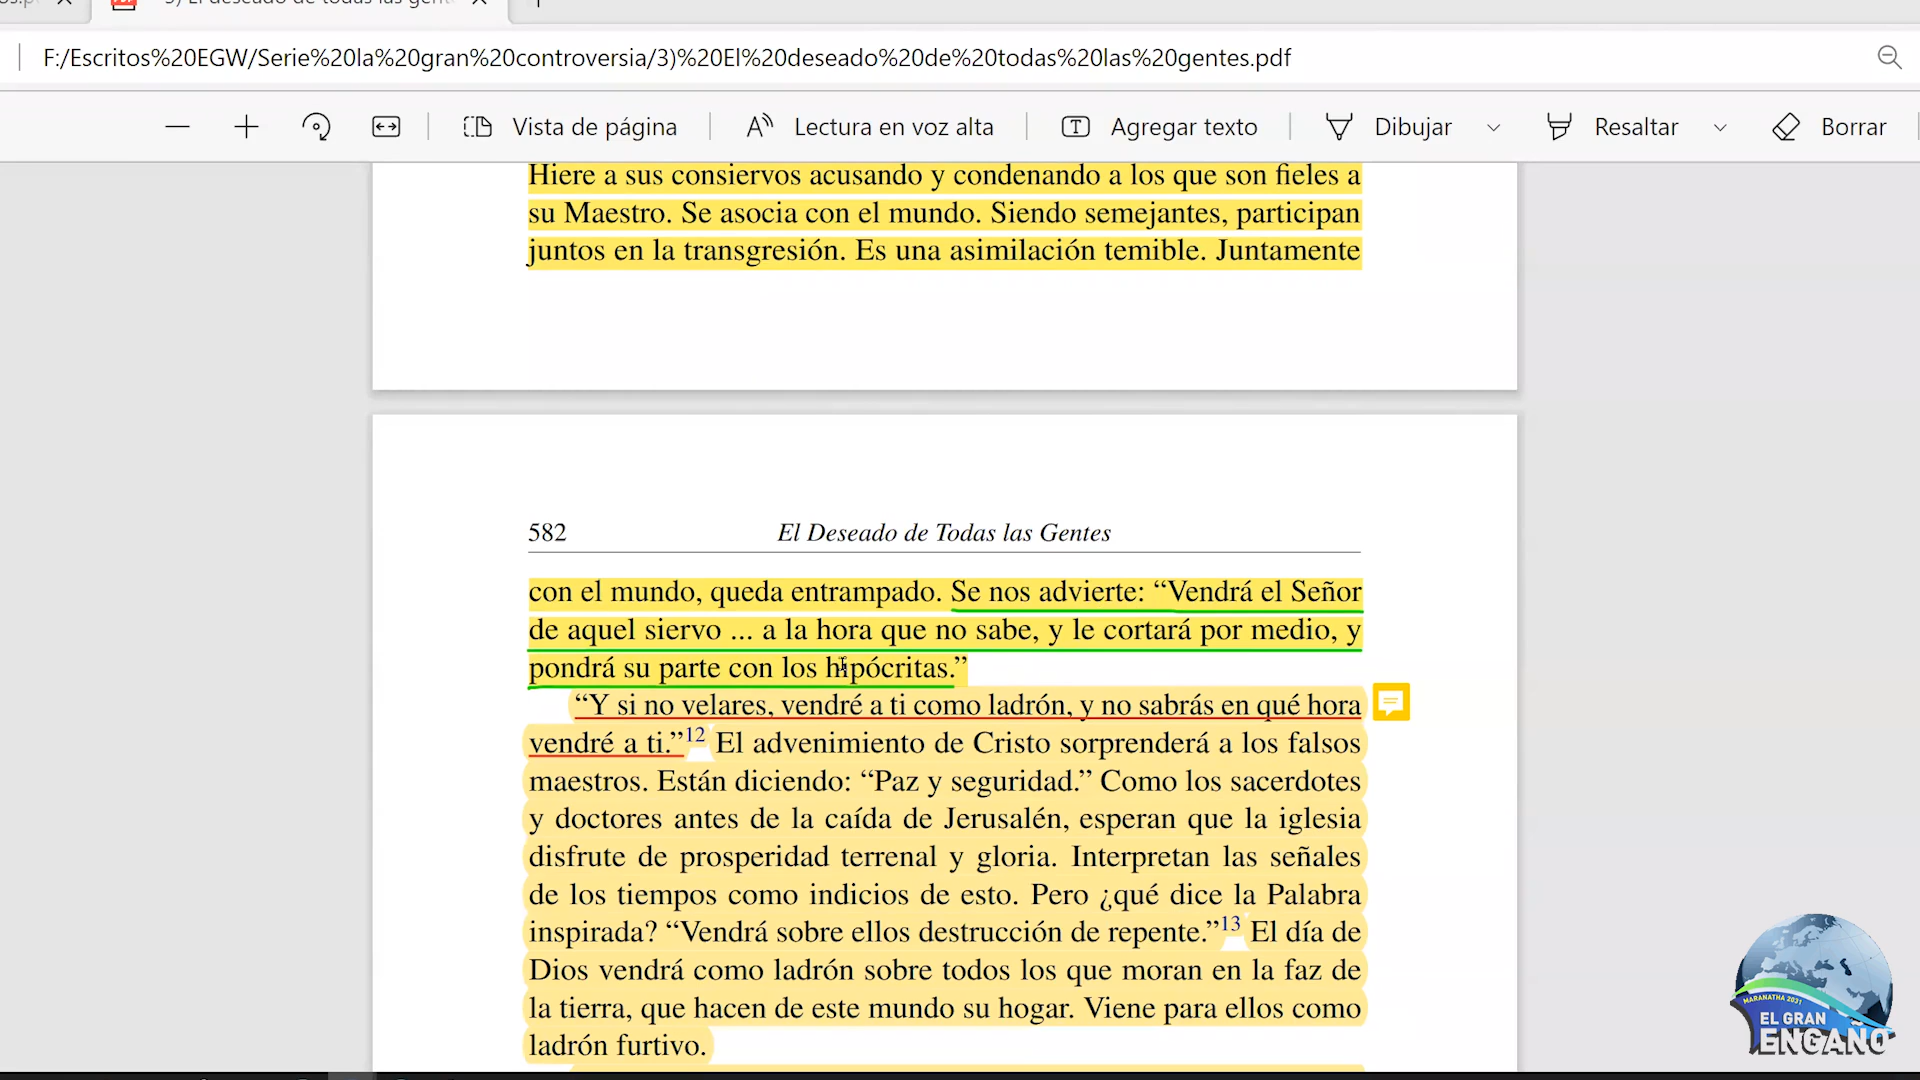 3) El deseado de todas las gent
F:/Escritos%20EGW/Serie%20la%20gran%20controversia/3)%20El%20deseado%20de%20todas%20las%20gentes.pdf
Vista de página
Lectura en voz alta
Agregar texto
Dibujar
Resaltar
Borrar
Hiere a sus consiervos acusando y condenando a los que son fieles a
su Maestro. Se asocia con el mundo. Siendo semejantes, participan
juntos en la transgresión. Es una asimilación temible. Juntamente
582 El Deseado de Todas las Gentes
con el mundo, queda entrampado. Se nos advierte: “Vendrá el Señor
de aquel siervo ... a la hora que no sabe, y le cortará por medio, y
pondrá su parte con los hipócritas.”
“Y si no velares, vendré a ti como ladrón, y no sabrás en qué hora
vendré a ti.”12 El advenimiento de Cristo sorprenderá a los falsos
maestros. Están diciendo: “Paz y seguridad.” Como los sacerdotes
y doctores antes de la caída de Jerusalén, esperan que la iglesia
disfrute de prosperidad terrenal y gloria. Interpretan las señales
de los tiempos como indicios de esto. Pero ¿qué dice la Palabra
inspirada? “Vendrá sobre ellos destrucción de repente.”13 El día de
Dios vendrá como ladrón sobre todos los que moran en la faz de
la tierra, que hacen de este mundo su hogar. Viene para ellos como
ladrón furtivo.
MARANATHA 2021
EL GRAN
ENGAÑO